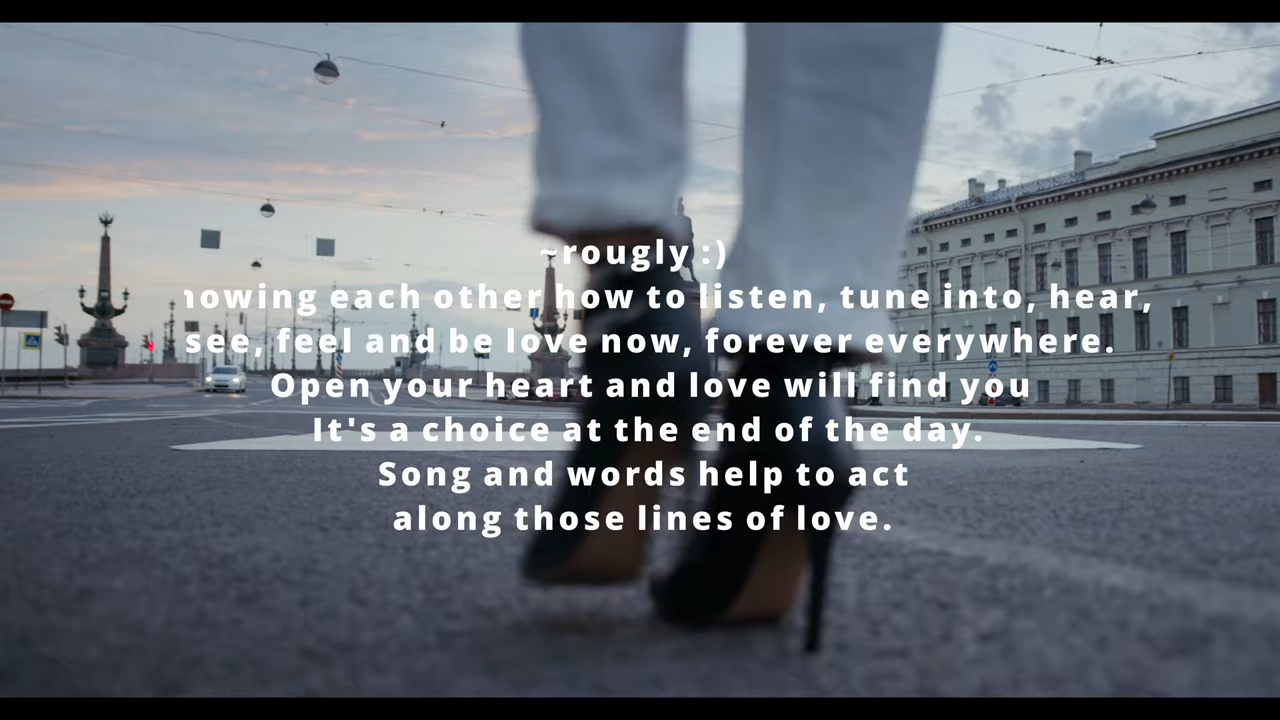 ~rougly :)
each other how to listen, tune into, hear,
see, feel and be love now, forever everywhere.
Open your heart and love will find you
It's a choice at the end of the day.
Song and words help to act
along those lines of love.